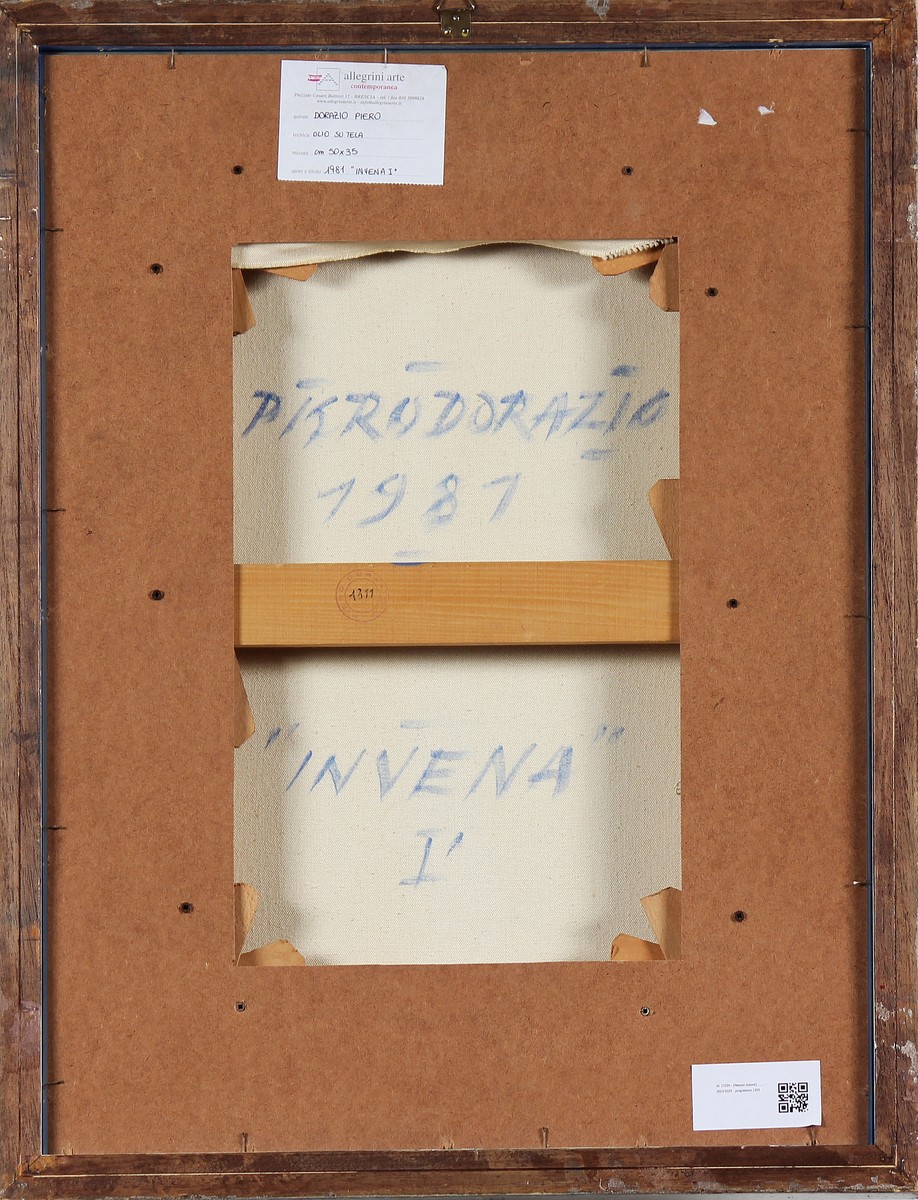 allegrini arte
contemporanea
DORAZIO PIERO
OLIO SU TELA
cm 50x35
1981 "INVENA I'
PIERO DORAZIO
1981
1311
"INVENA"
I'